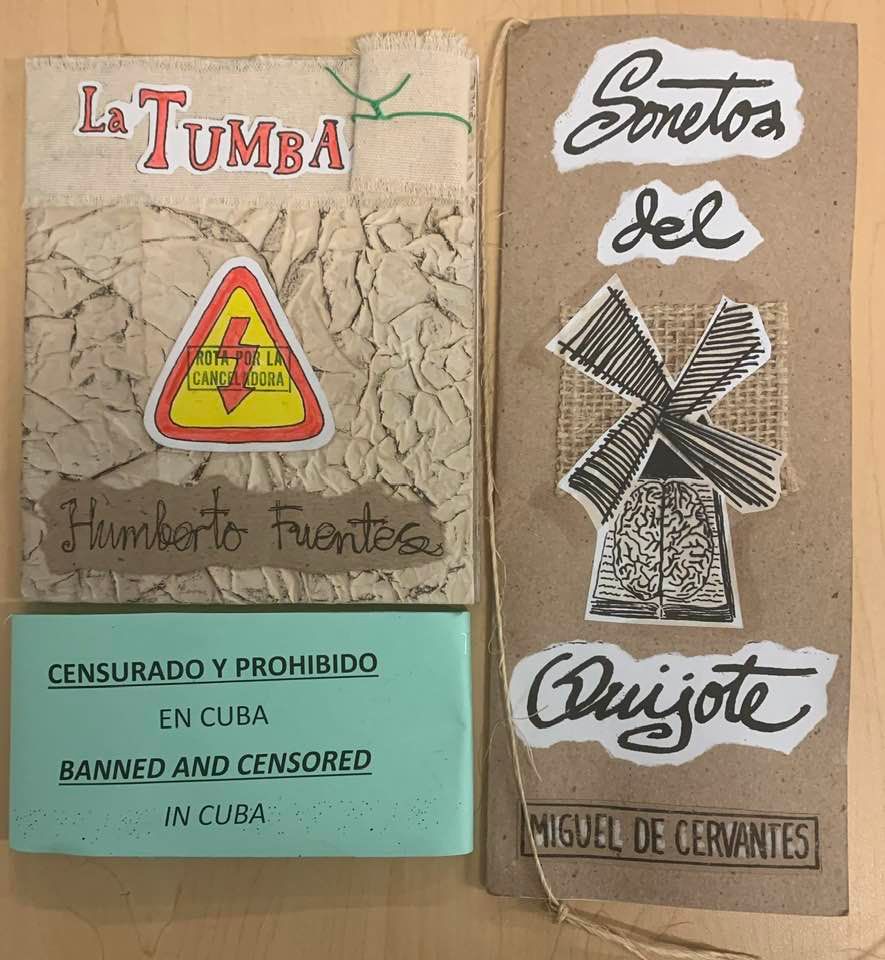 La TUMBA
ROTA POR LA
CANCELADORA
Humberto Fuentes
CENSURADO Y PROHIBIDO
EN CUBA
BANNED AND CENSORED
IN CUBA
Sonetos
del
Quijote
MIGUEL DE CERVANTES